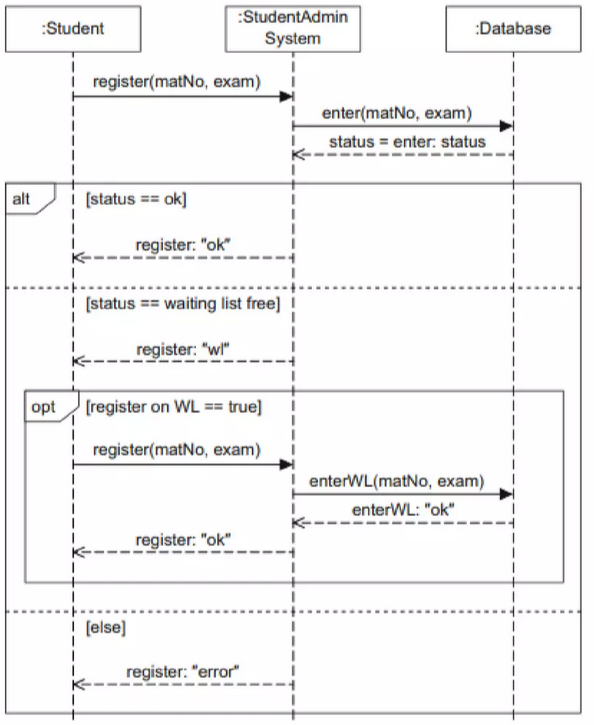 :Student
:StudentAdmin
System
:Database
register(matNo, exam)
enter(matNo, exam)
status = enter: status
alt
[status == ok]
register: "ok"
[status == waiting list free]
register: "wl"
opt
[register on WL == true]
register(matNo, exam)
enterWL(matNo, exam)
enterWL: "ok"
register: "ok"
[else]
register: "error"